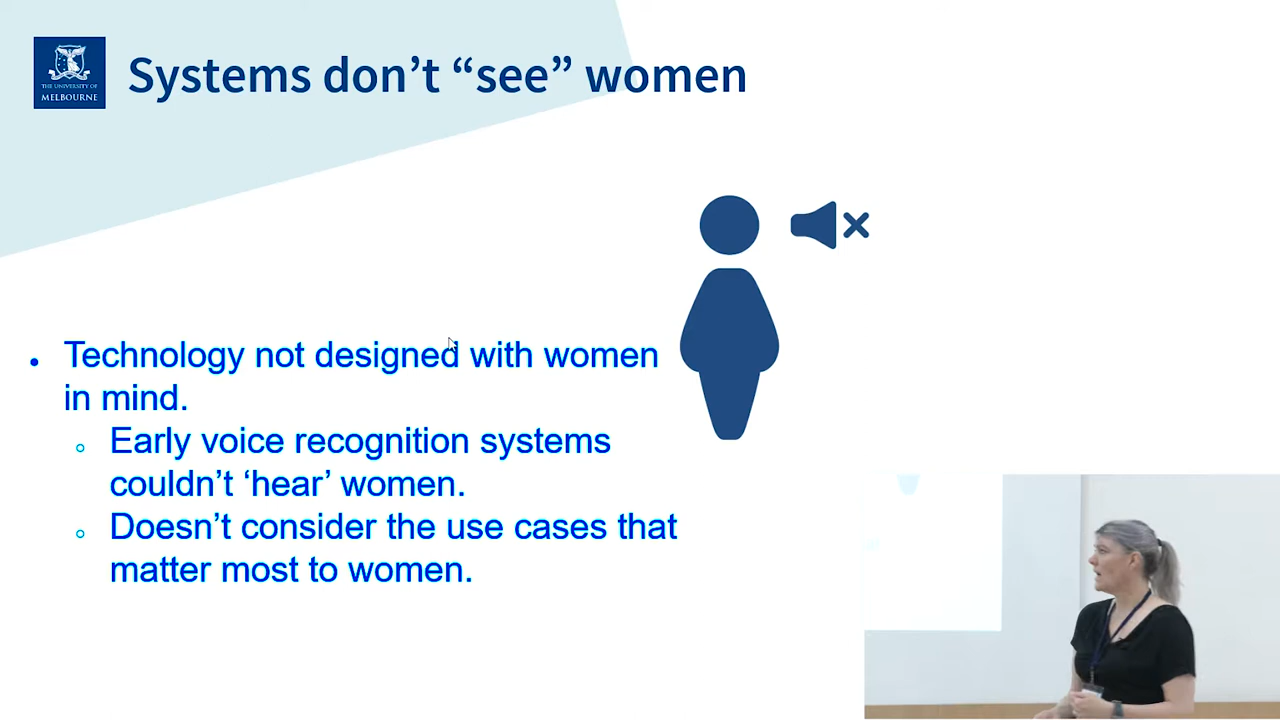 THE UNIVERSITY OF
MELBOURNE
Systems don’t “see” women
Technology not designed with women
in mind.
Early voice recognition systems
couldn’t ‘hear’ women.
Doesn’t consider the use cases that
matter most to women.